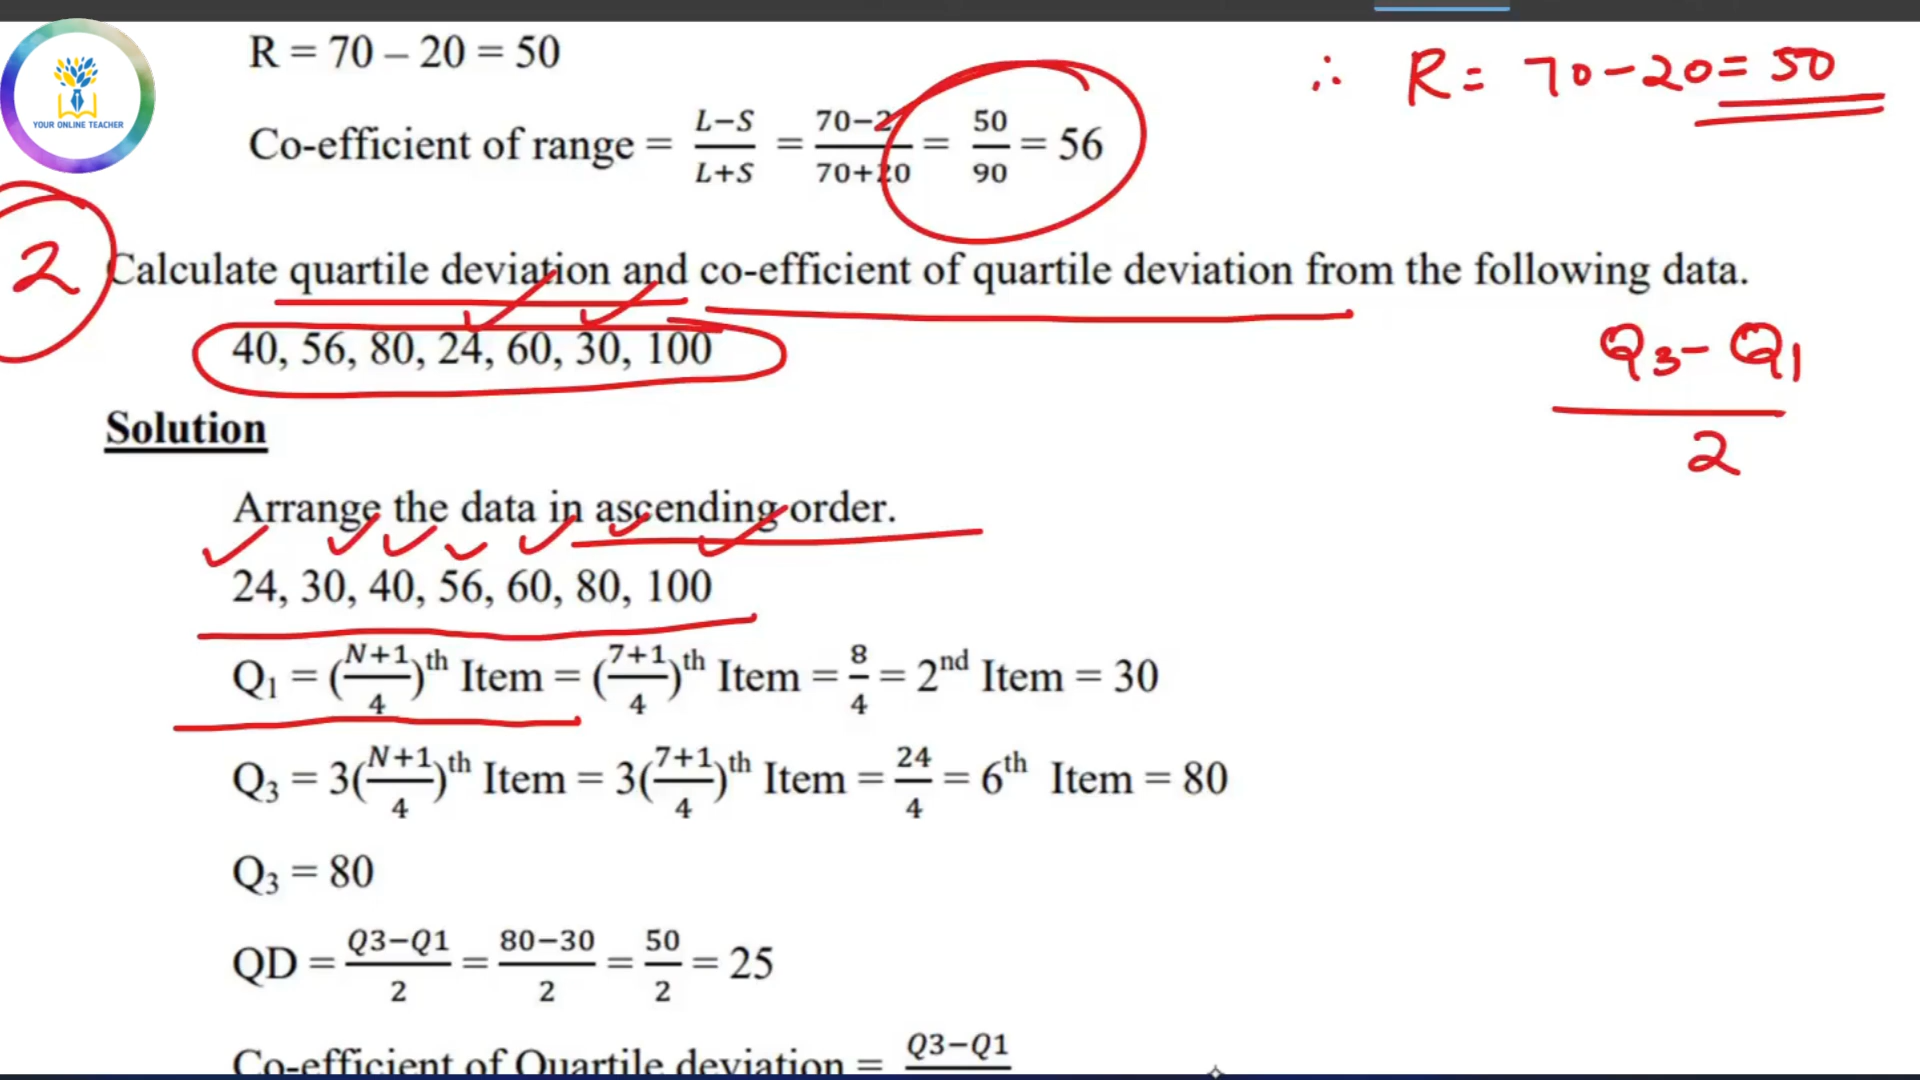 YOUR ONLINE TEACHER
R = 70 – 20 = 50
∴ R = 70-20 = 50
Co-efficient of range = L−S/L+S = 70−2/70+20 = 50/90 = 56
2
Calculate quartile deviation and co-efficient of quartile deviation from the following data.
40, 56, 80, 24, 60, 30, 100
Q3 - Q1
2
Solution
Arrange the data in ascending order.
24, 30, 40, 56, 60, 80, 100
Q1 = (N+1/4)th Item = (7+1/4)th Item = 8/4 = 2nd Item = 30
Q3 = 3(N+1/4)th Item = 3(7+1/4)th Item = 24/4 = 6th Item = 80
Q3 = 80
QD = Q3−Q1/2 = 80−30/2 = 50/2 = 25
Co-efficient of Quartile deviation = Q3−Q1